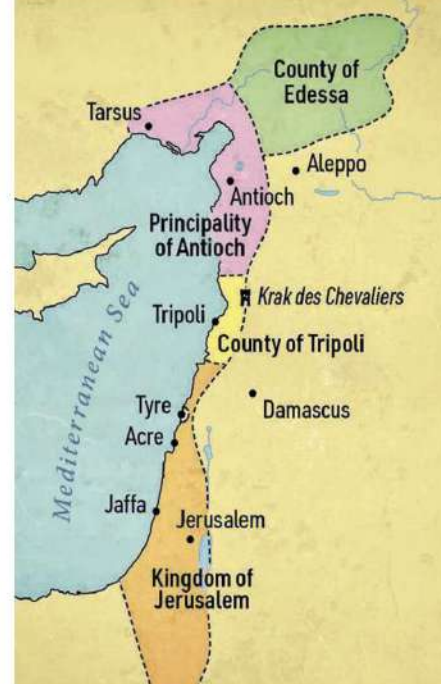 County of
Edessa
Tarsus
Aleppo
Antioch
Principality
of Antioch
Krak des Chevaliers
Tripoli
County of Tripoli
Mediterranean Sea
Tyre
Damascus
Acre
Jaffa
Jerusalem
Kingdom of
Jerusalem